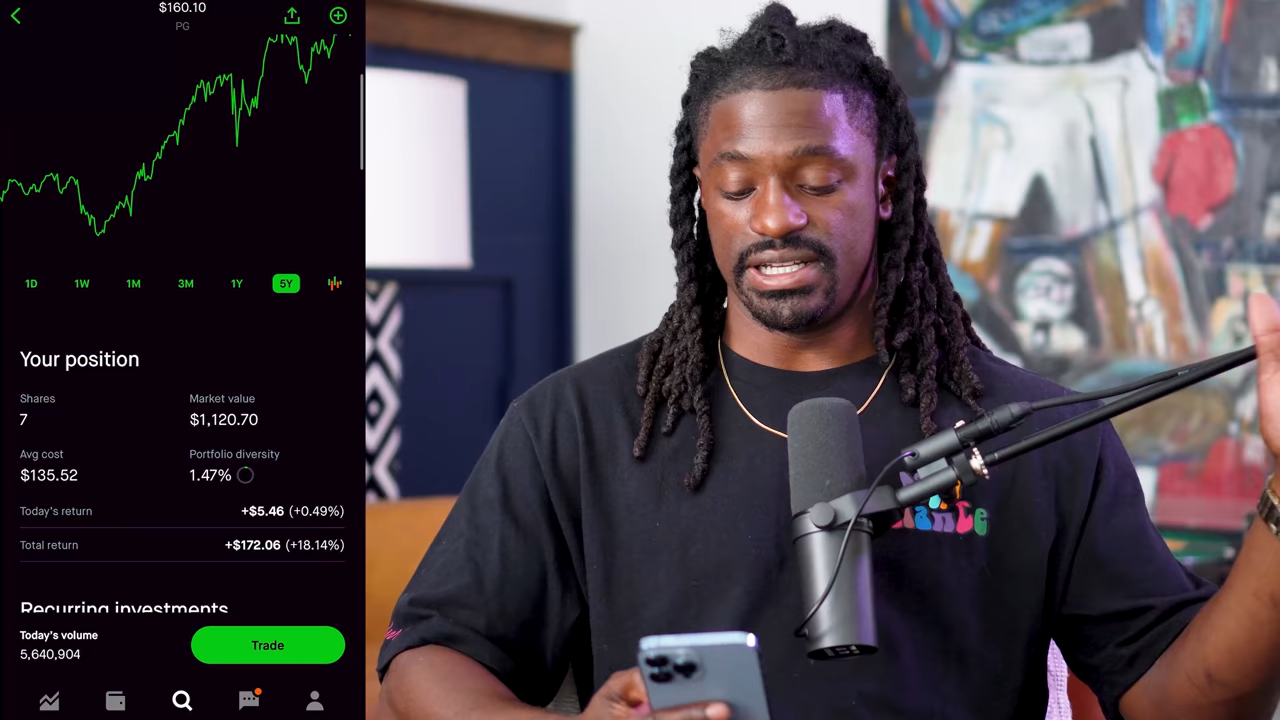 $160.10
PG
1D 1W 1M 3M 1Y 5Y
Your position
Shares Market value
7 $1,120.70
Avg cost Portfolio diversity
$135.52 1.47%
Today's return +$5.46 (+0.49%)
Total return +$172.06 (+18.14%)
Recurring investments
Today's volume
5,640,904
Trade